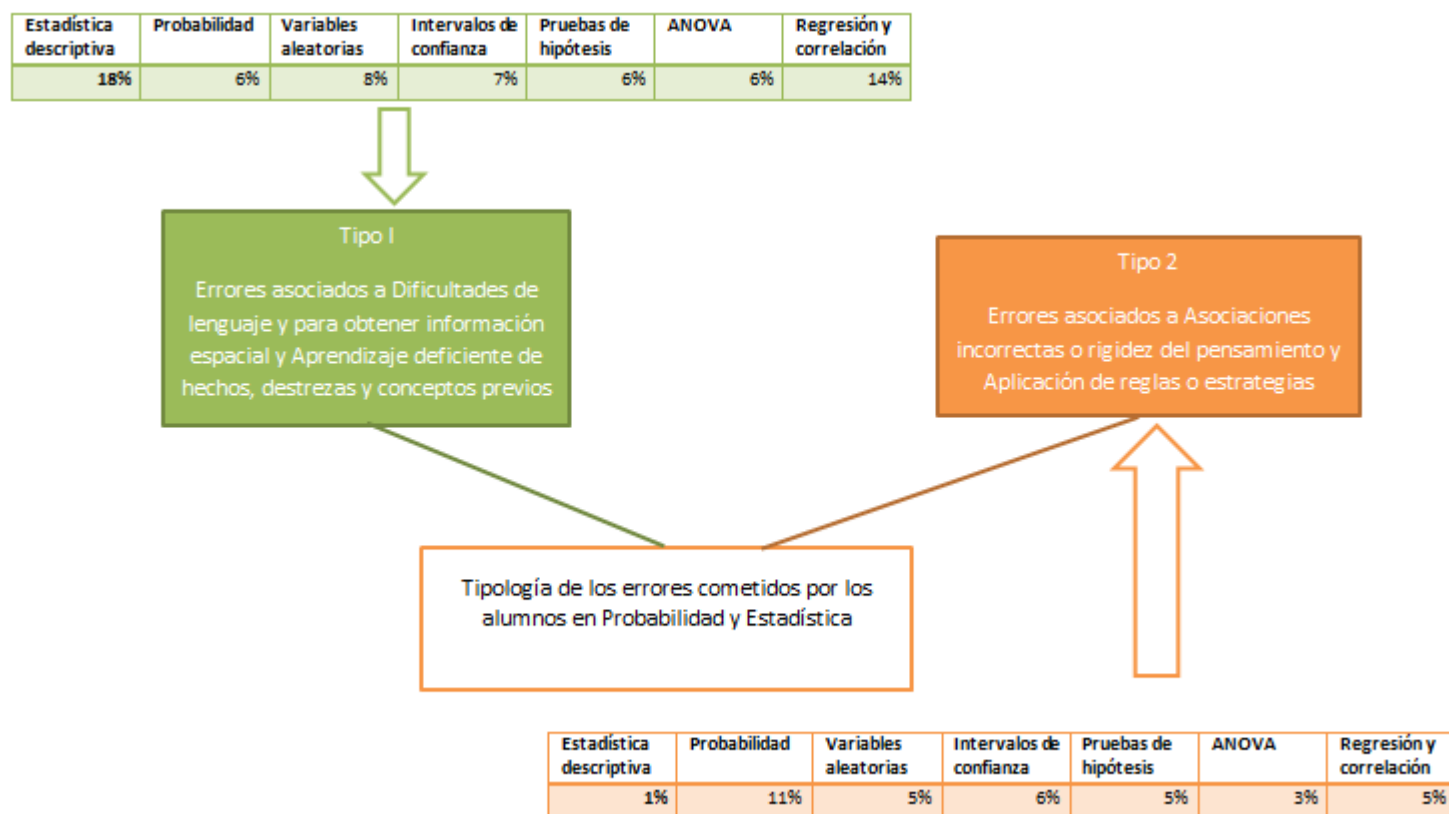 Estadística descriptiva Probabilidad Variables aleatorias Intervalos de confianza Pruebas de hipótesis ANOVA Regresión y correlación
18% 6% 8% 7% 6% 6% 14%
Tipo I
Errores asociados a Dificultades de
lenguaje y para obtener información
espacial y Aprendizaje deficiente de
hechos, destrezas y conceptos previos
Tipo 2
Errores asociados a Asociaciones
incorrectas o rigidez del pensamiento y
Aplicación de reglas o estrategias
Tipología de los errores cometidos por los
alumnos en Probabilidad y Estadística
Estadística descriptiva Probabilidad Variables aleatorias Intervalos de confianza Pruebas de hipótesis ANOVA Regresión y correlación
1% 11% 5% 6% 5% 3% 5%